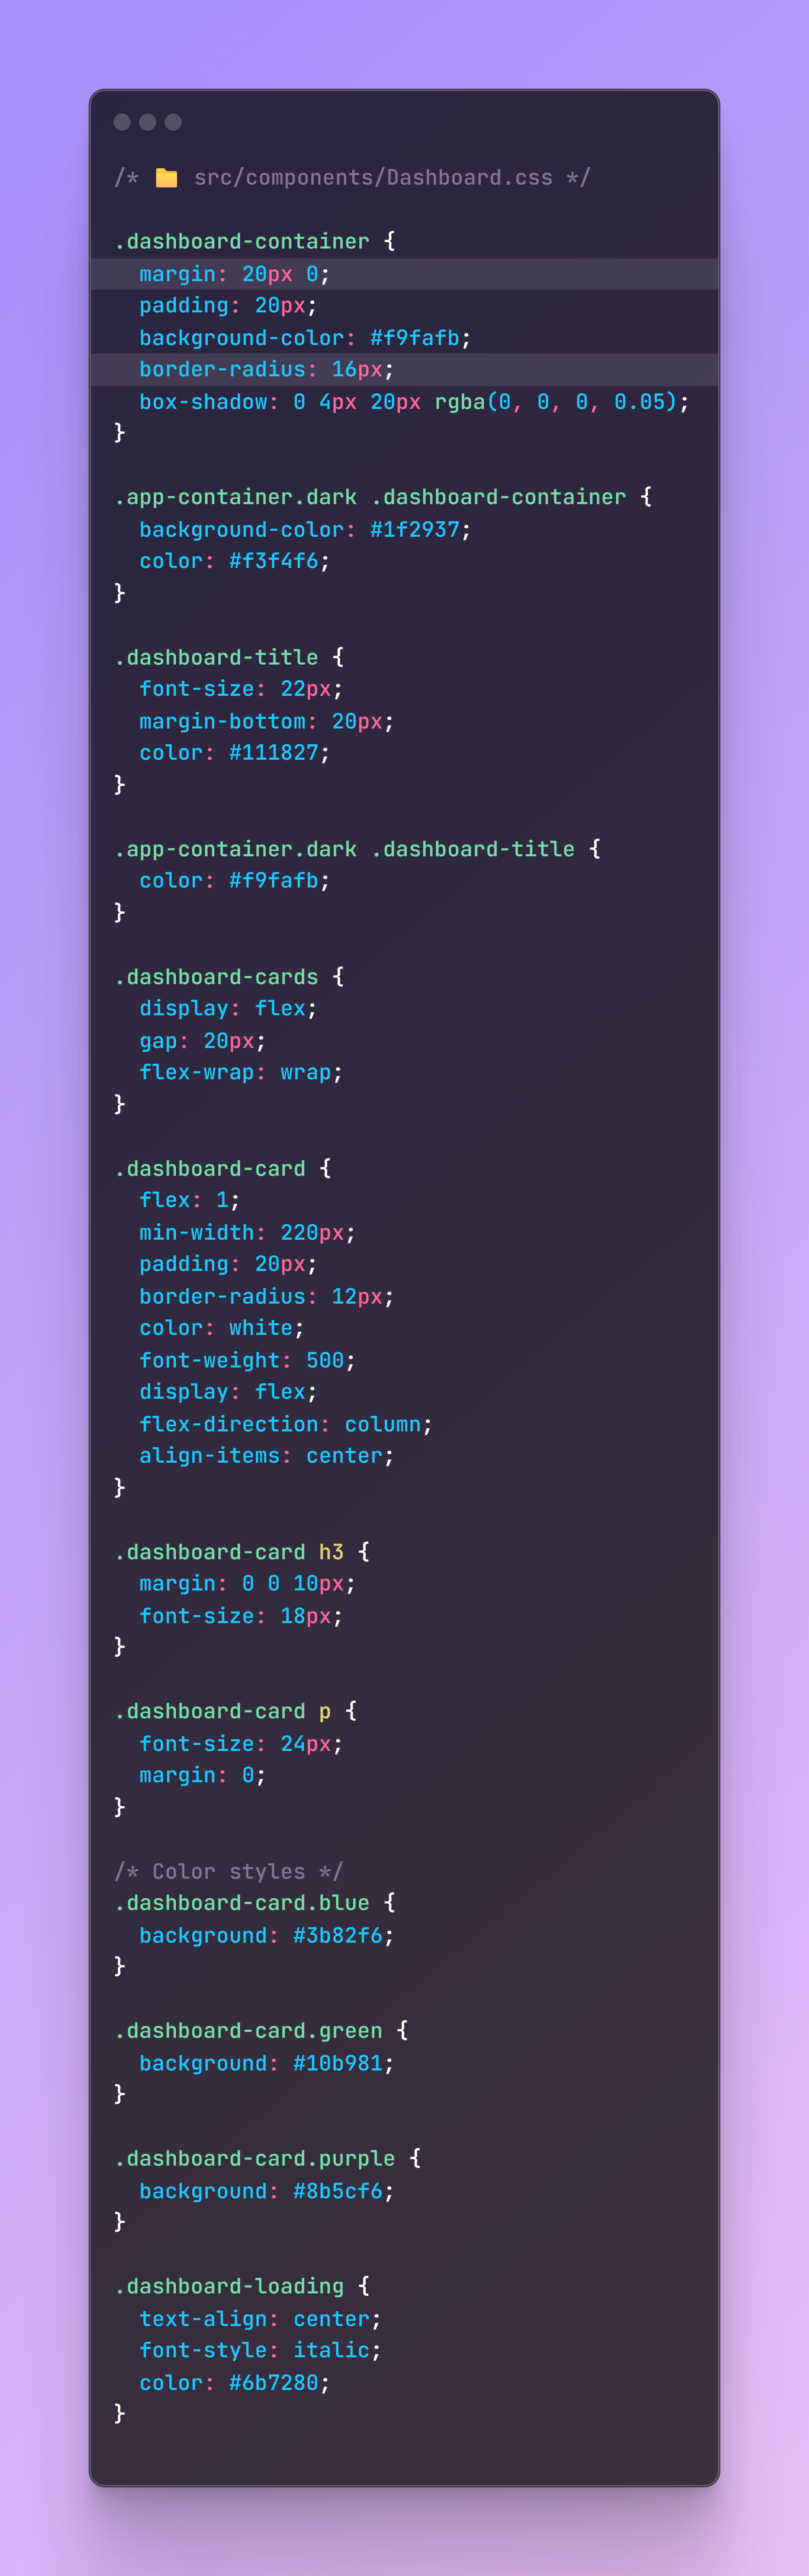 /* 📁 src/components/Dashboard.css */

.dashboard-container {
  margin: 20px 0;
  padding: 20px;
  background-color: #f9fafb;
  border-radius: 16px;
  box-shadow: 0 4px 20px rgba(0, 0, 0, 0.05);
}

.app-container.dark .dashboard-container {
  background-color: #1f2937;
  color: #f3f4f6;
}

.dashboard-title {
  font-size: 22px;
  margin-bottom: 20px;
  color: #111827;
}

.app-container.dark .dashboard-title {
  color: #f9fafb;
}

.dashboard-cards {
  display: flex;
  gap: 20px;
  flex-wrap: wrap;
}

.dashboard-card {
  flex: 1;
  min-width: 220px;
  padding: 20px;
  border-radius: 12px;
  color: white;
  font-weight: 500;
  display: flex;
  flex-direction: column;
  align-items: center;
}

.dashboard-card h3 {
  margin: 0 0 10px;
  font-size: 18px;
}

.dashboard-card p {
  font-size: 24px;
  margin: 0;
}

/* Color styles */
.dashboard-card.blue {
  background: #3b82f6;
}

.dashboard-card.green {
  background: #10b981;
}

.dashboard-card.purple {
  background: #8b5cf6;
}

.dashboard-loading {
  text-align: center;
  font-style: italic;
  color: #6b7280;
}